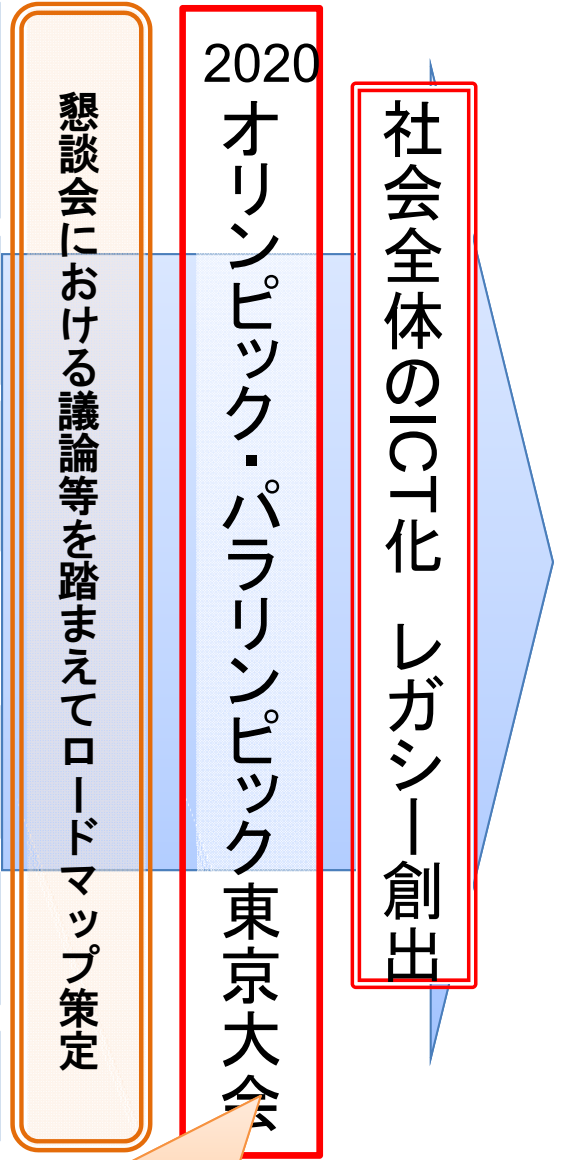 懇談会における議論等を踏まえてロードマップ策定
2020
オリンピック・パラリンピック東京大会
社会全体のICT化 レガシー創出